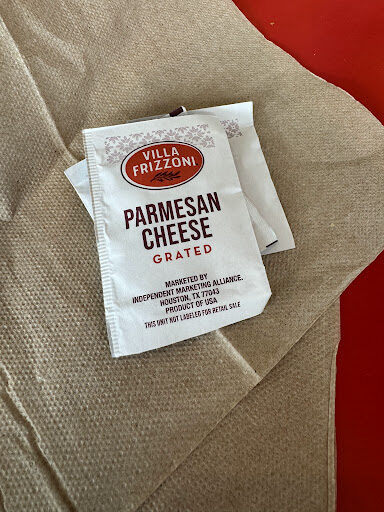 VILLA
FRIZZONI
PARMESAN
CHEESE
GRATED
MARKETED BY
INDEPENDENT MARKETING ALLIANCE.
HOUSTON, TX 77043
PRODUCT OF USA
THIS UNIT NOT LABELED FOR RETAIL SALE